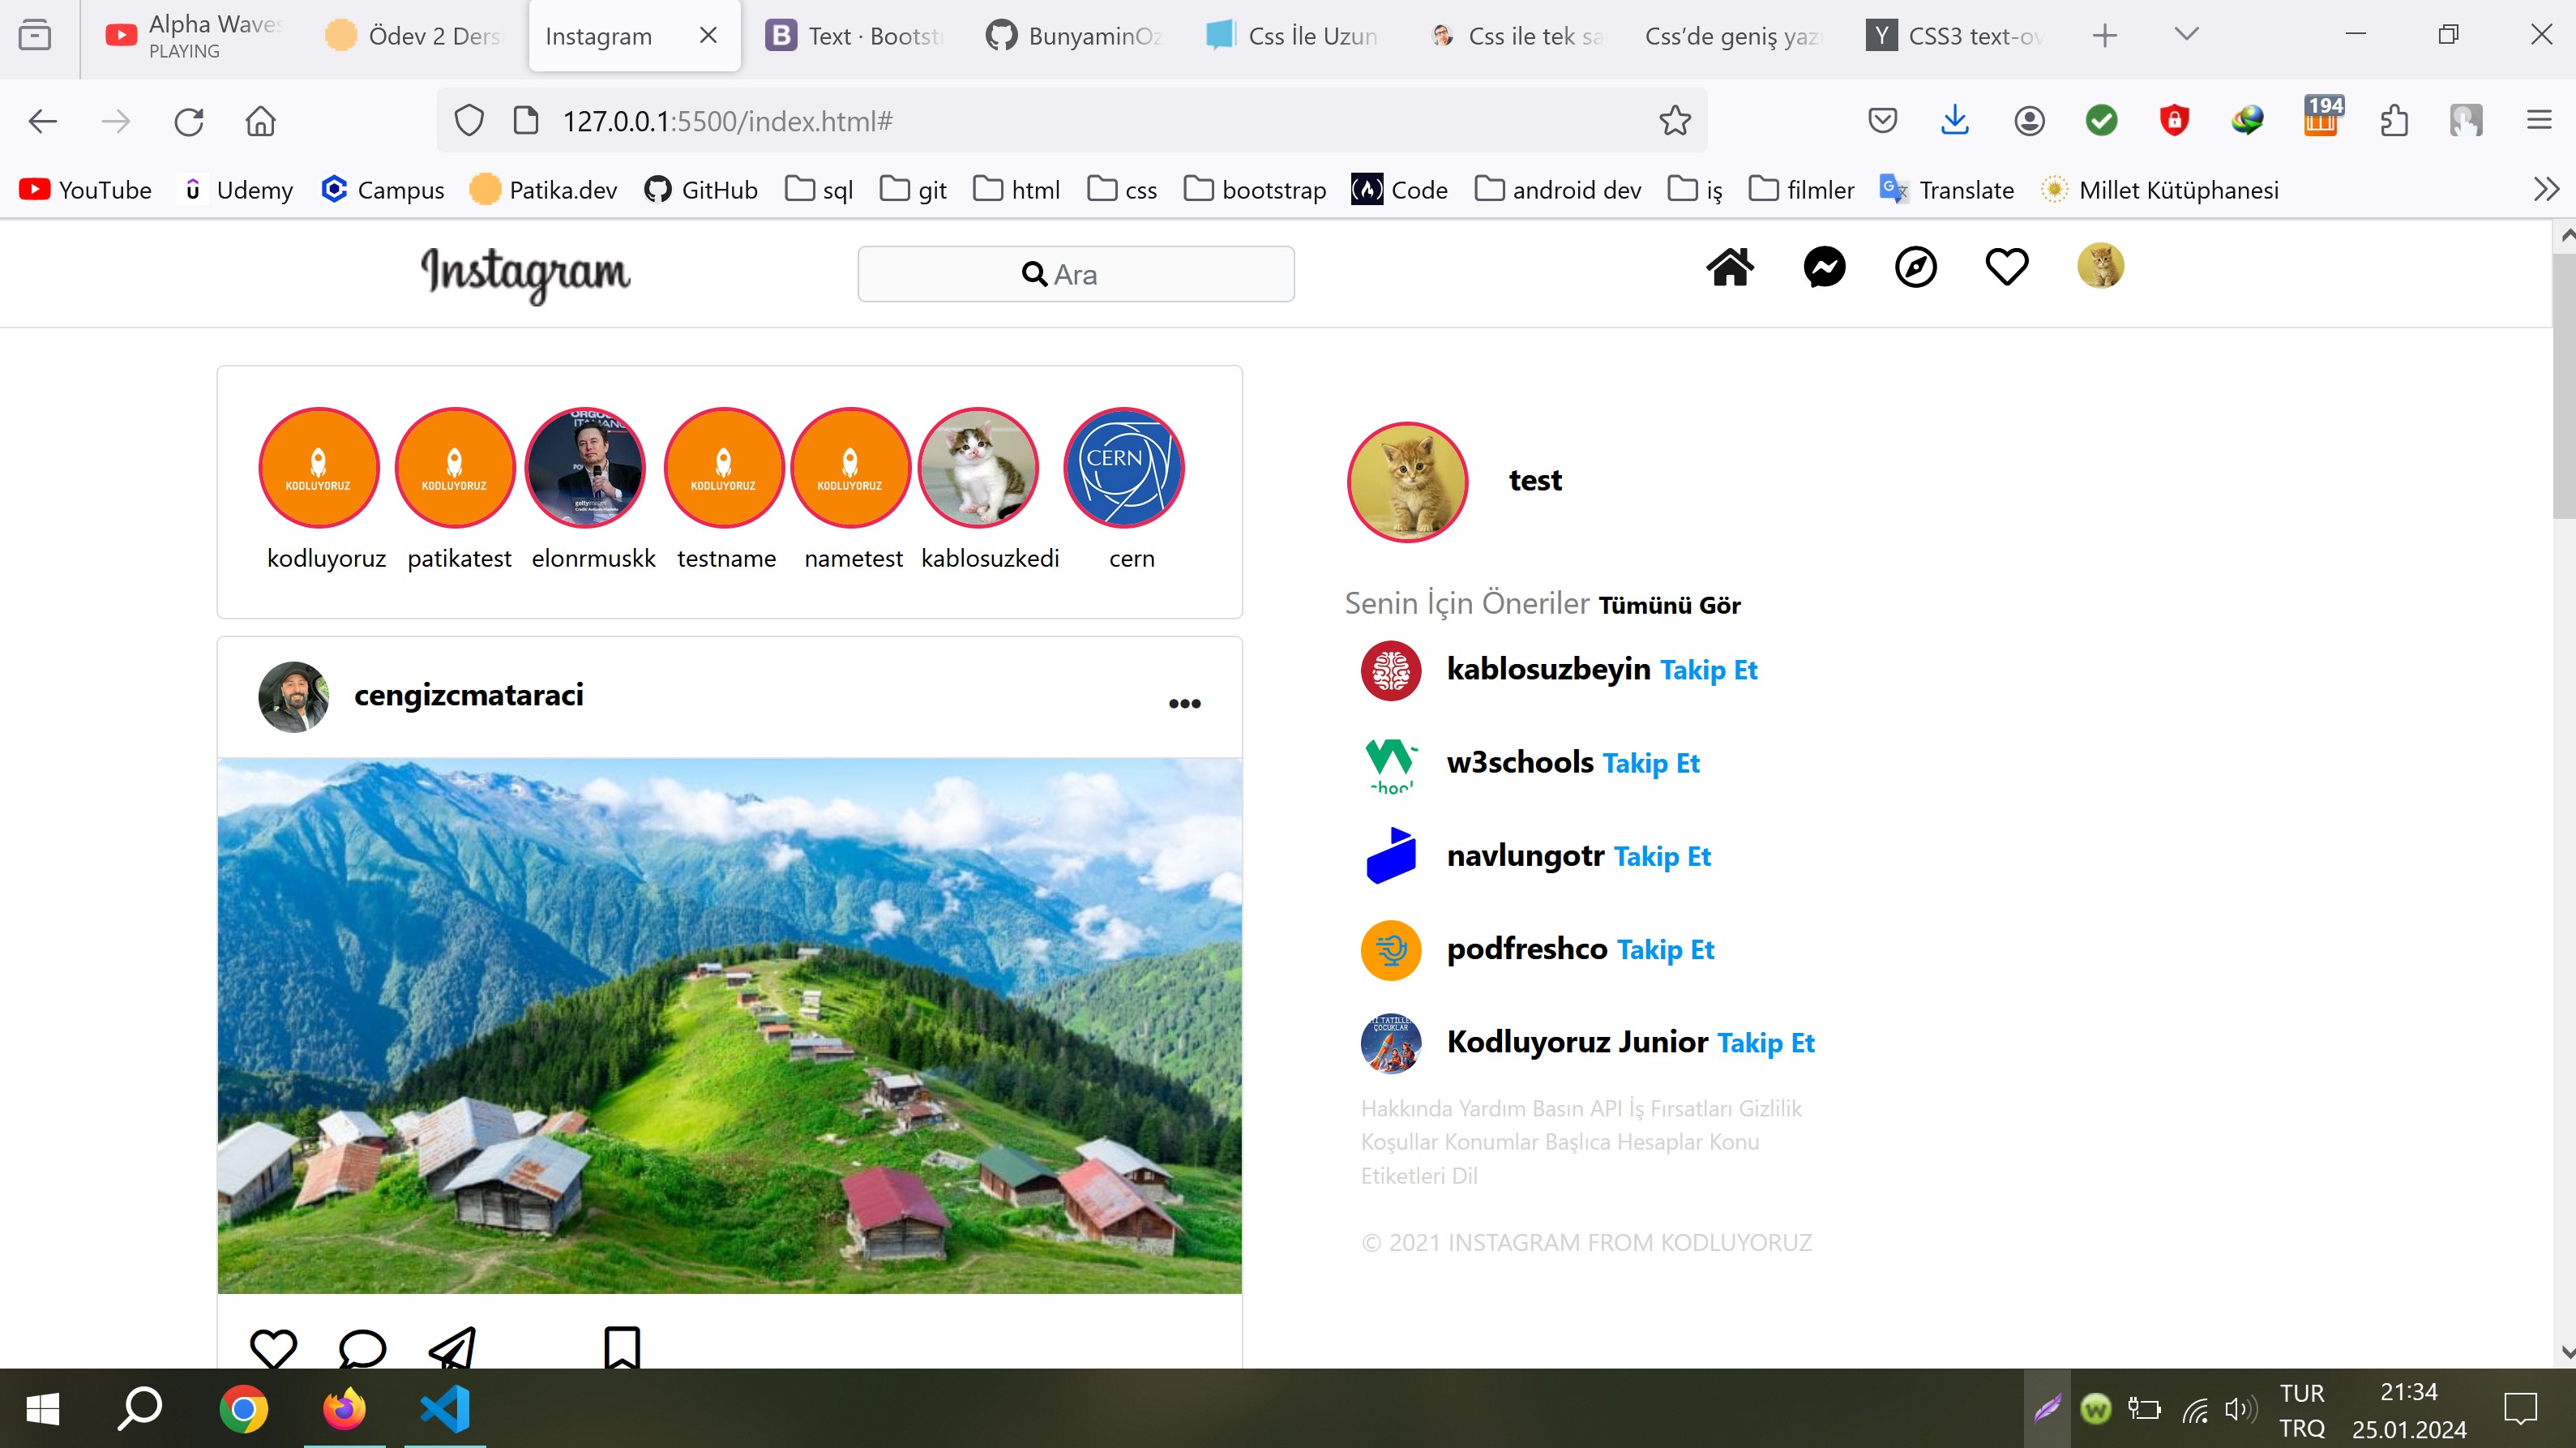 Alpha Waves
PLAYING
Ödev 2 Ders
Instagram
Text · Bootst
BunyaminOz
Css İle Uzun
Css ile tek sa
Css'de geniş yaz
Y CSS3 text-ov
127.0.0.1:5500/index.html#
194
YouTube
Udemy
Campus
Patika.dev
GitHub
sql
git
html
css
bootstrap
Code
android dev
iş
filmler
Translate
Millet Kütüphanesi
Instagram
Ara
KODLUYORUZ
KODLUYORUZ
KODLUYORUZ
KODLUYORUZ
CERN
kodluyoruz
patikatest
elonrmuskk
testname
nametest
kablosuzkedi
cern
test
Senin İçin Öneriler Tümünü Gör
kablosuzbeyin Takip Et
w3schools Takip Et
navlungotr Takip Et
podfreshco Takip Et
Kodluyoruz Junior Takip Et
Hakkında Yardım Basın API İş Fırsatları Gizlilik
Koşullar Konumlar Başlıca Hesaplar Konu
Etiketleri Dil
© 2021 INSTAGRAM FROM KODLUYORUZ
cengizcmataraci
TUR
TRQ
21:34
25.01.2024